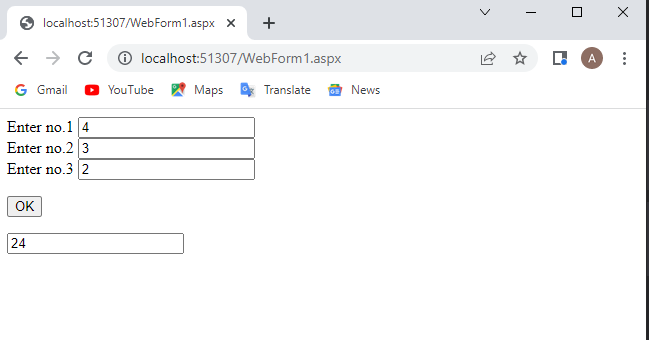 localhost:51307/WebForm1.aspx
localhost:51307/WebForm1.aspx A
Gmail YouTube Maps Translate News
Enter no.1 4
Enter no.2 3
Enter no.3 2
OK
24